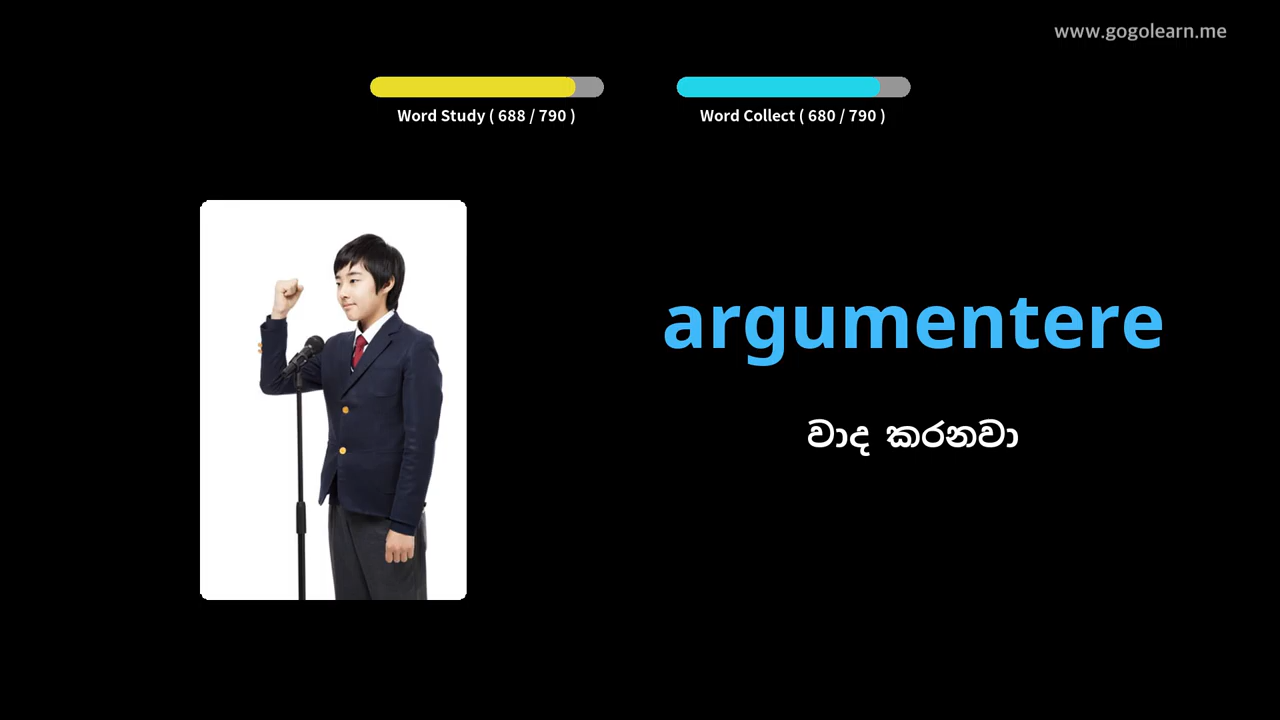 www.gogolearn.me
Word Study ( 688 / 790 )
Word Collect ( 680 / 790 )
argumentere
වාද කරනවා